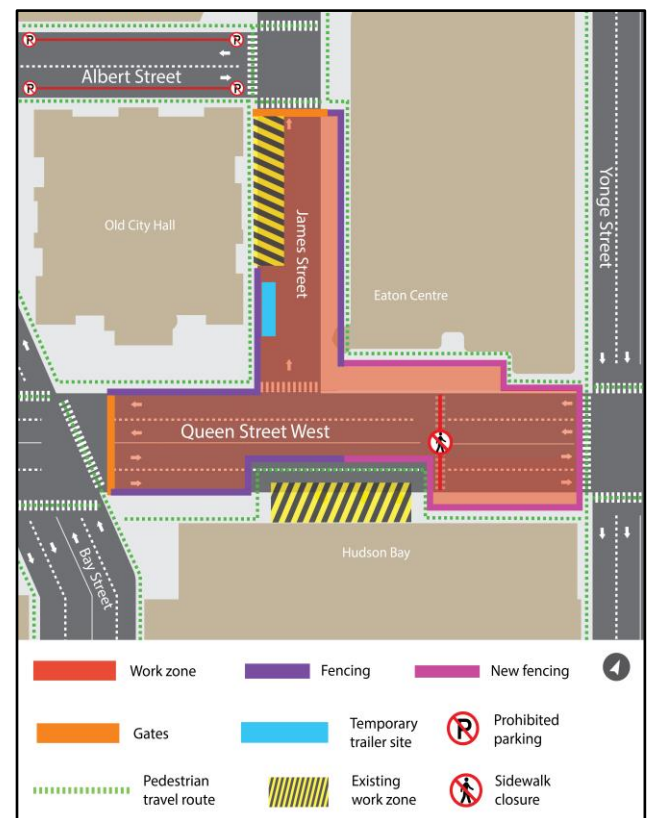 Albert Street
Old City Hall
James Street
Yonge Street
Eaton Centre
Queen Street West
Hudson Bay
Bay Street
Work zone
Fencing
New fencing
Gates
Temporary
trailer site
P
Prohibited
parking
Pedestrian
travel route
Existing
work zone
Sidewalk
closure